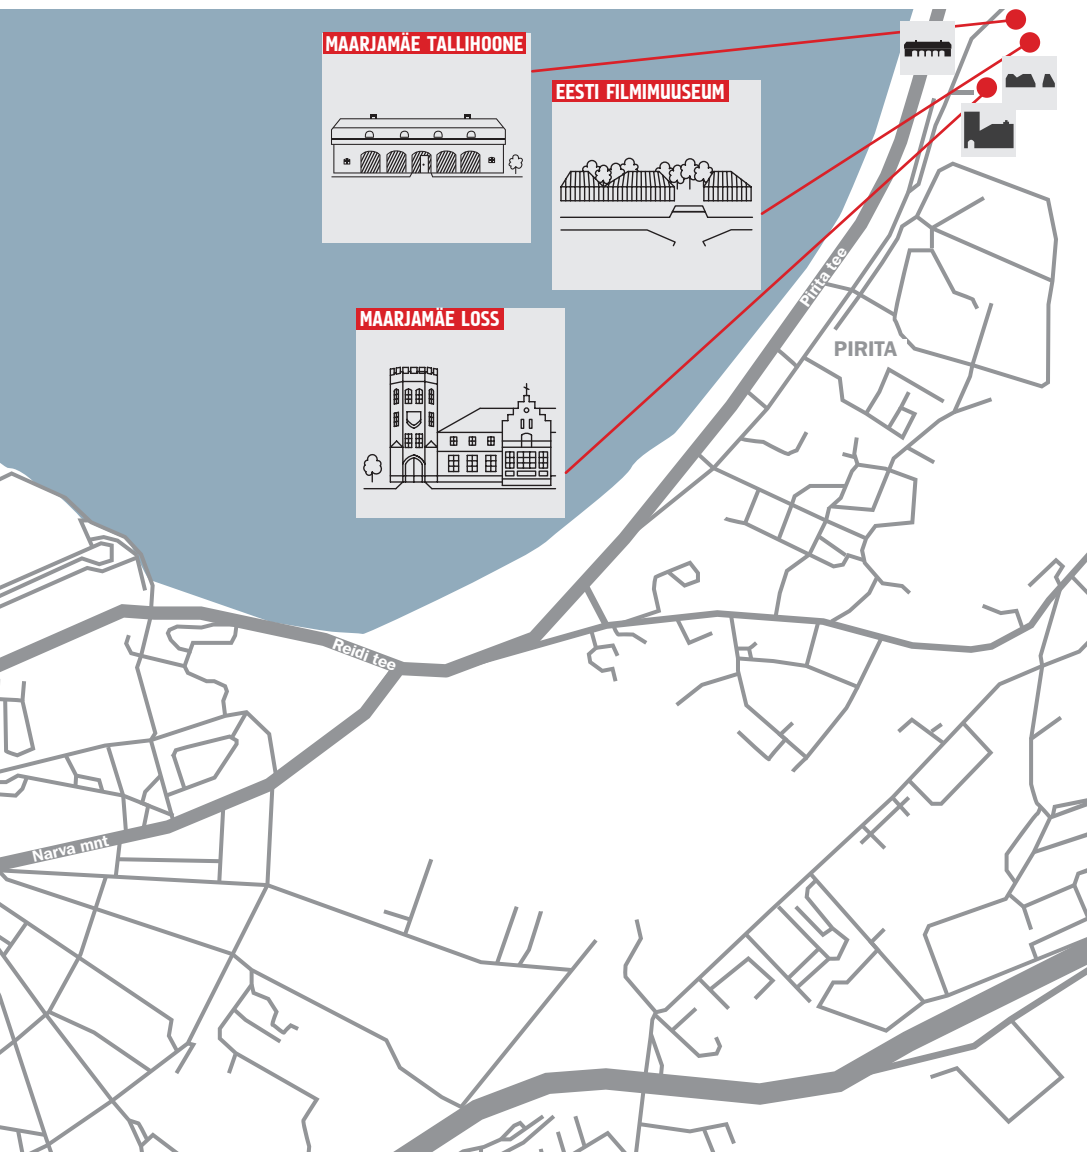 MAARJAMÄE TALLIHOONE
EESTI FILMIMUUSEUM
Pirita tee
MAARJAMÄE LOSS
PIRITA
Reidi tee
Narva mnt